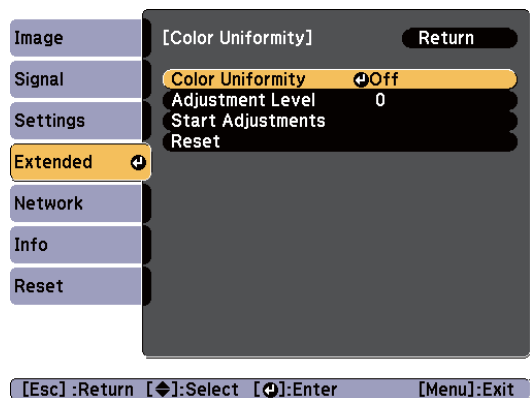 Image
Signal
Settings
Extended
Network
Info
Reset
[Color Uniformity] Return
Color Uniformity Off
Adjustment Level 0
Start Adjustments
Reset
[Esc] :Return [◆]:Select [⏎]:Enter [Menu]:Exit